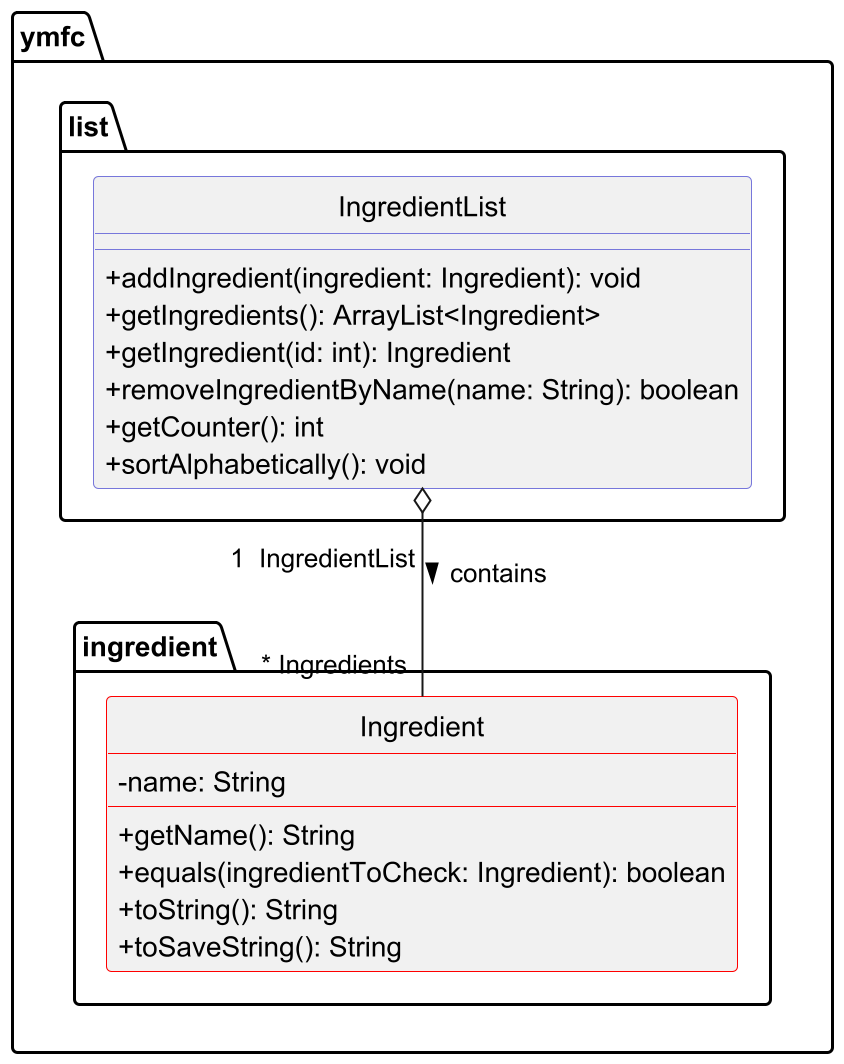 ymfc
list
IngredientList
+addIngredient(ingredient: Ingredient): void
+getIngredients(): ArrayList<Ingredient>
+getIngredient(id: int): Ingredient
+removeIngredientByName(name: String): boolean
+getCounter(): int
+sortAlphabetically(): void
1 IngredientList
contains
* Ingredients
ingredient
Ingredient
-name: String
+getName(): String
+equals(ingredientToCheck: Ingredient): boolean
+toString(): String
+toSaveString(): String